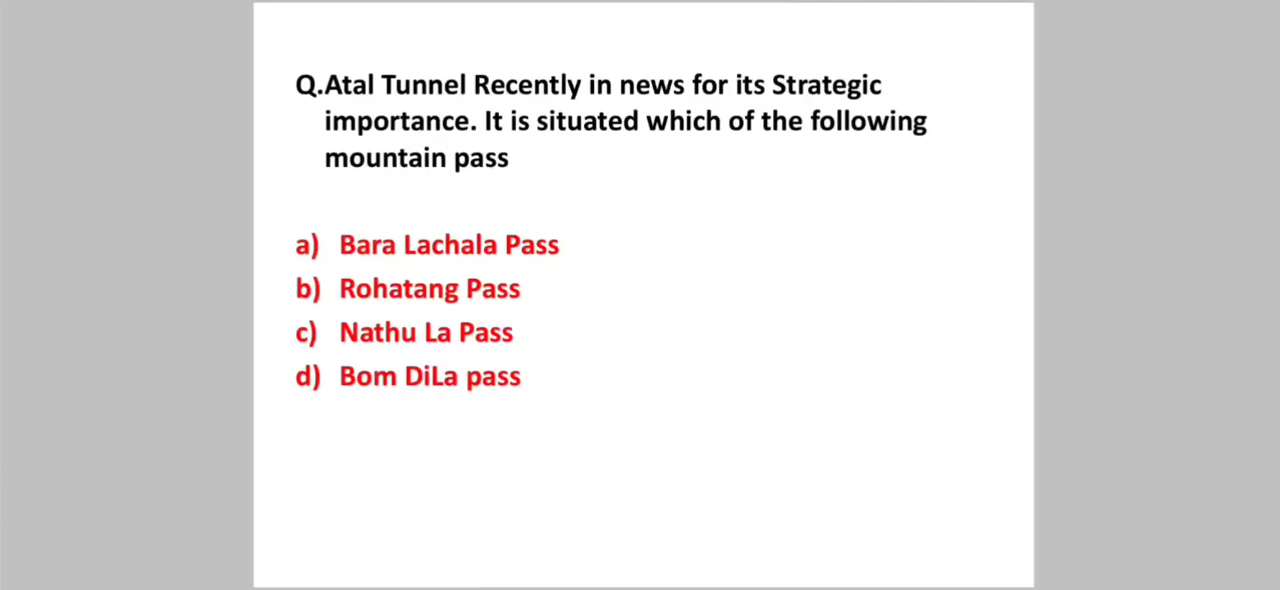 Q.Atal Tunnel Recently in news for its Strategic
importance. It is situated which of the following
mountain pass
a) Bara Lachala Pass
b) Rohatang Pass
c) Nathu La Pass
d) Bom DiLa pass